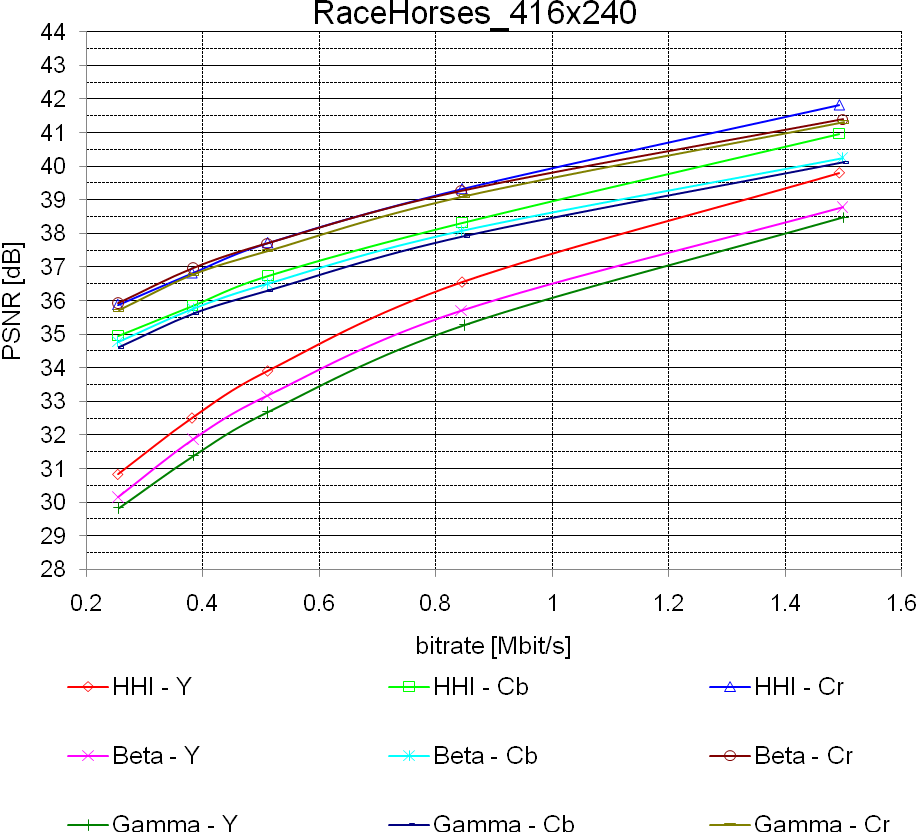 RaceHorses_416x240
44
43
42
41
40
39
38
37
36
35
34
33
32
31
30
29
28
PSNR [dB]
0.2 0.4 0.6 0.8 1 1.2 1.4 1.6
bitrate [Mbit/s]
HHI - Y HHI - Cb HHI - Cr
Beta - Y Beta - Cb Beta - Cr
Gamma - Y Gamma - Cb Gamma - Cr